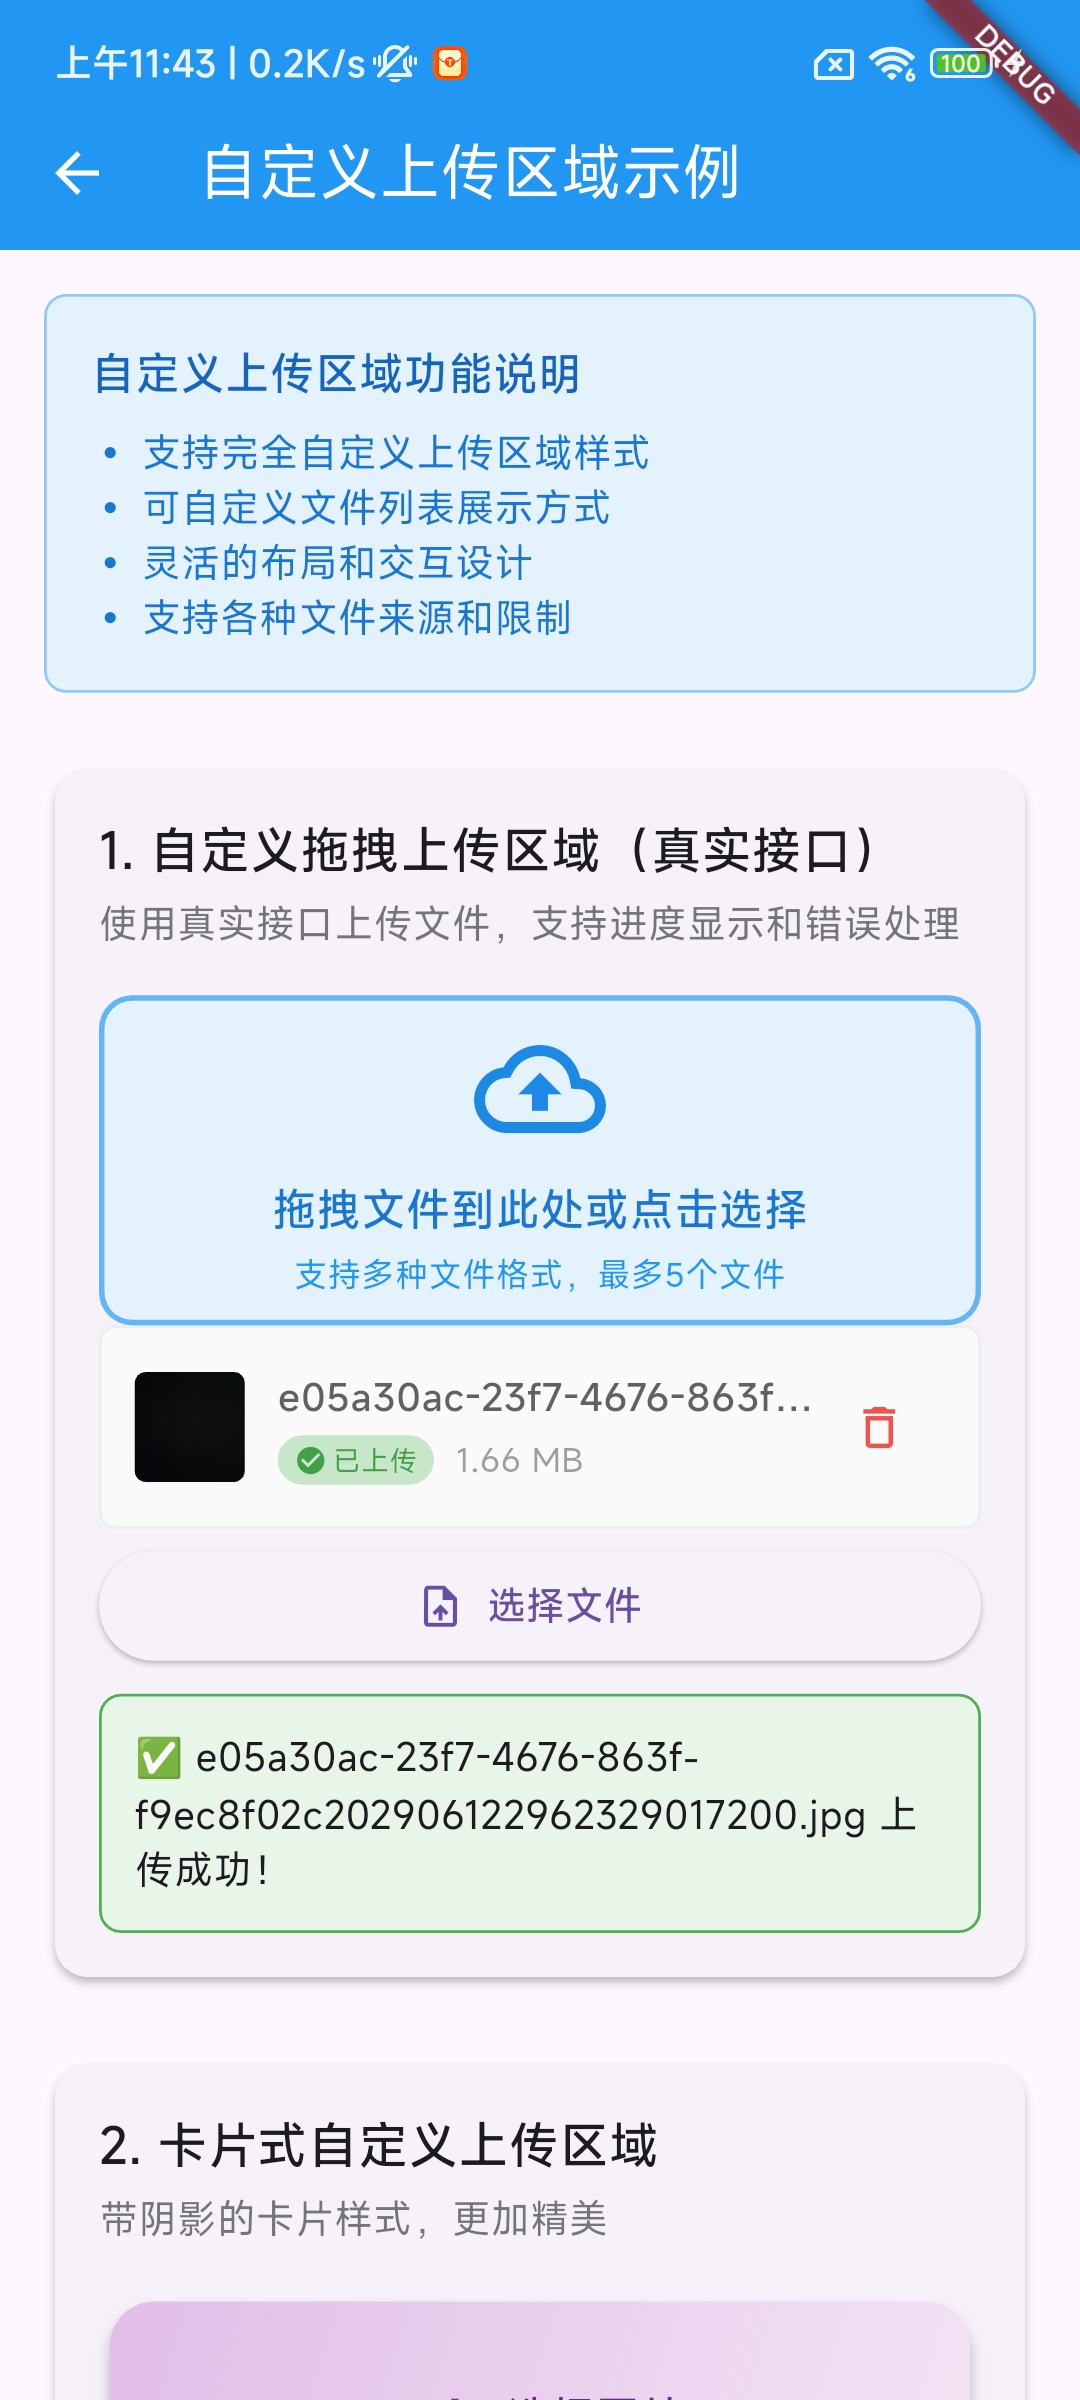 上午11:43 | 0.2K/s
100
DEBUG
自定义上传区域示例
自定义上传区域功能说明
• 支持完全自定义上传区域样式
• 可自定义文件列表展示方式
• 灵活的布局和交互设计
• 支持各种文件来源和限制
1. 自定义拖拽上传区域（真实接口）
使用真实接口上传文件，支持进度显示和错误处理
拖拽文件到此处或点击选择
支持多种文件格式，最多5个文件
e05a30ac-23f7-4676-863f...
已上传 1.66 MB
选择文件
✅ e05a30ac-23f7-4676-863f-
f9ec8f02c202906122962329017200.jpg 上
传成功！
2. 卡片式自定义上传区域
带阴影的卡片样式，更加精美